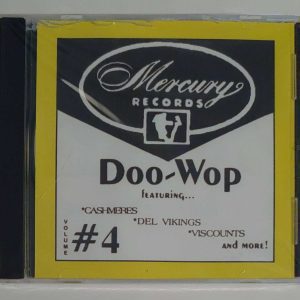 Mercury
RECORDS
Doo-Wop
FEATURING...
*CASHMERES
*DEL VIKINGS
*VISCOUNTS
VOLUME
#4
AND MORE!